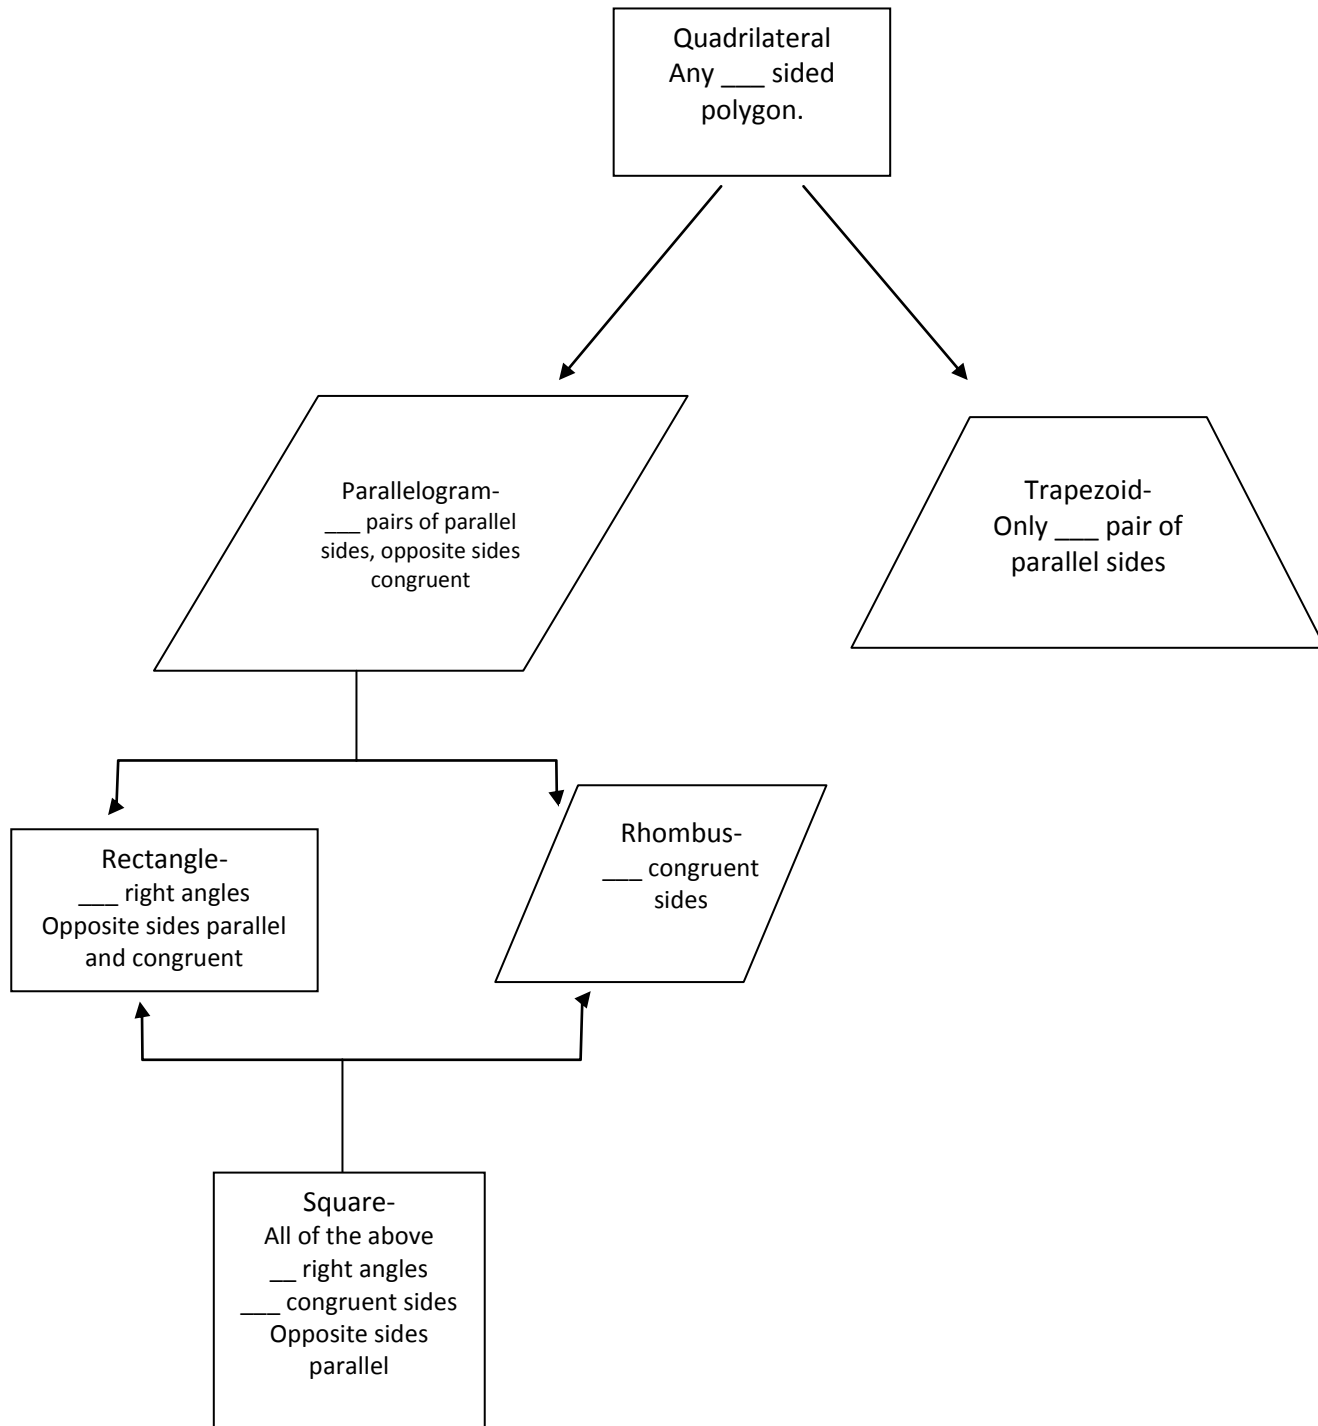 Quadrilateral
Any ___ sided
polygon.
Parallelogram-
___ pairs of parallel
sides, opposite sides
congruent
Trapezoid-
Only ___ pair of
parallel sides
Rectangle-
___ right angles
Opposite sides parallel
and congruent
Rhombus-
___ congruent
sides
Square-
All of the above
__ right angles
___ congruent sides
Opposite sides
parallel